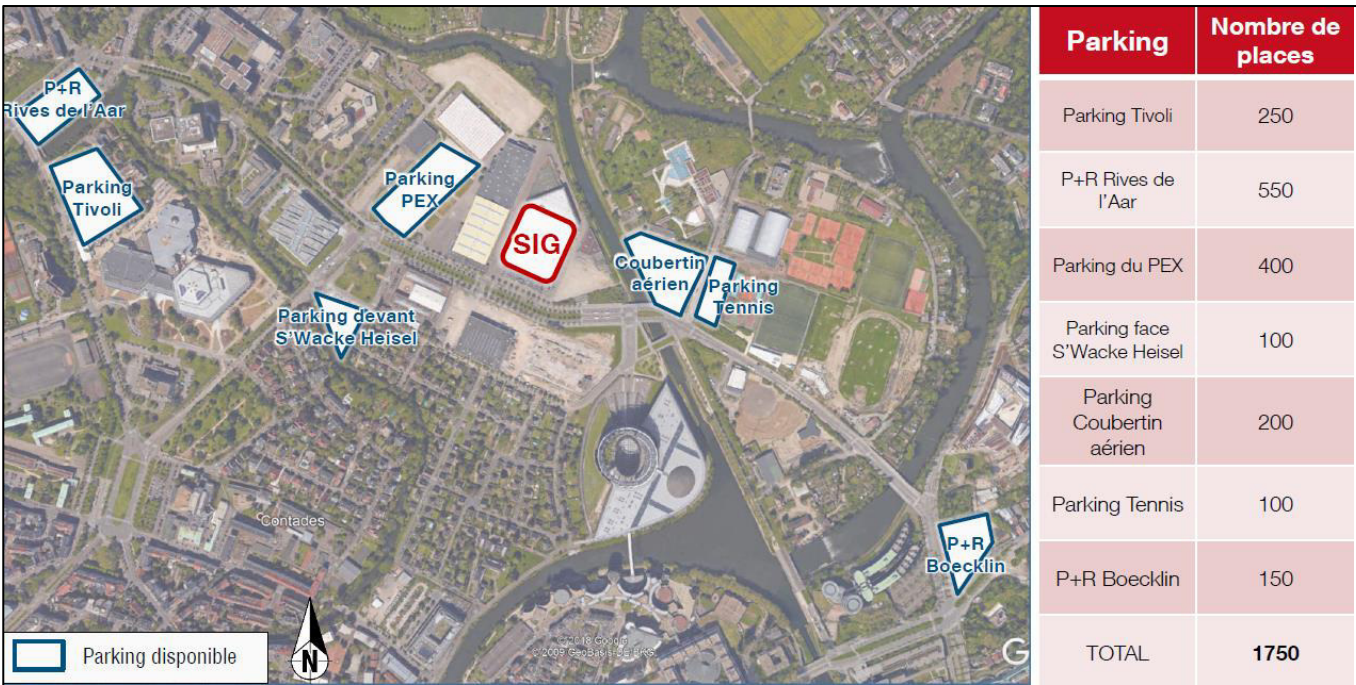 P+R
Rives de l'Aar
Parking
Tivoli
Parking
PEX
SIG
Coubertin
aérien
Parking
Tennis
Parking devant
S'Wacke Heisel
Contades
P+R
Boecklin
©2018 Google
© 2009 GeoBasis-DE/BKG
G
Parking disponible
N
Parking
Nombre de
places
Parking Tivoli
250
P+R Rives de
l'Aar
550
Parking du PEX
400
Parking face
S'Wacke Heisel
100
Parking
Coubertin
aérien
200
Parking Tennis
100
P+R Boecklin
150
TOTAL
1750